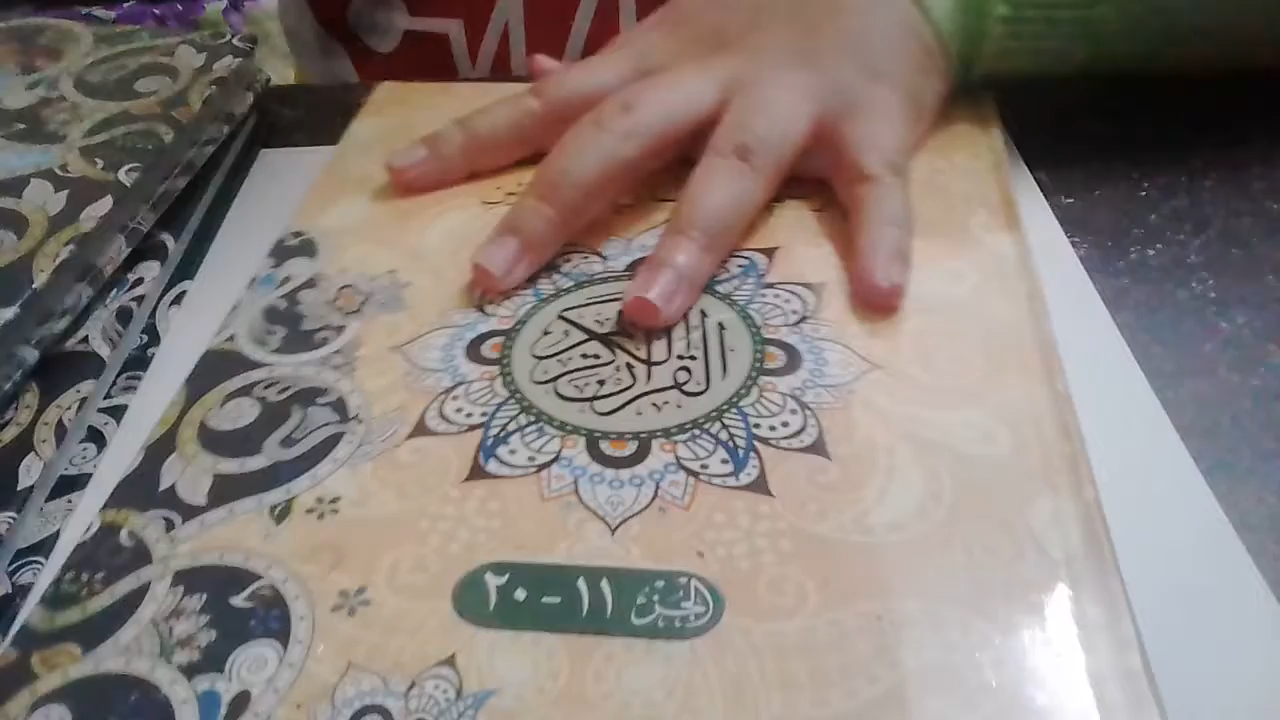 القرآن الكريم
الجزء ١١ - ٢٠